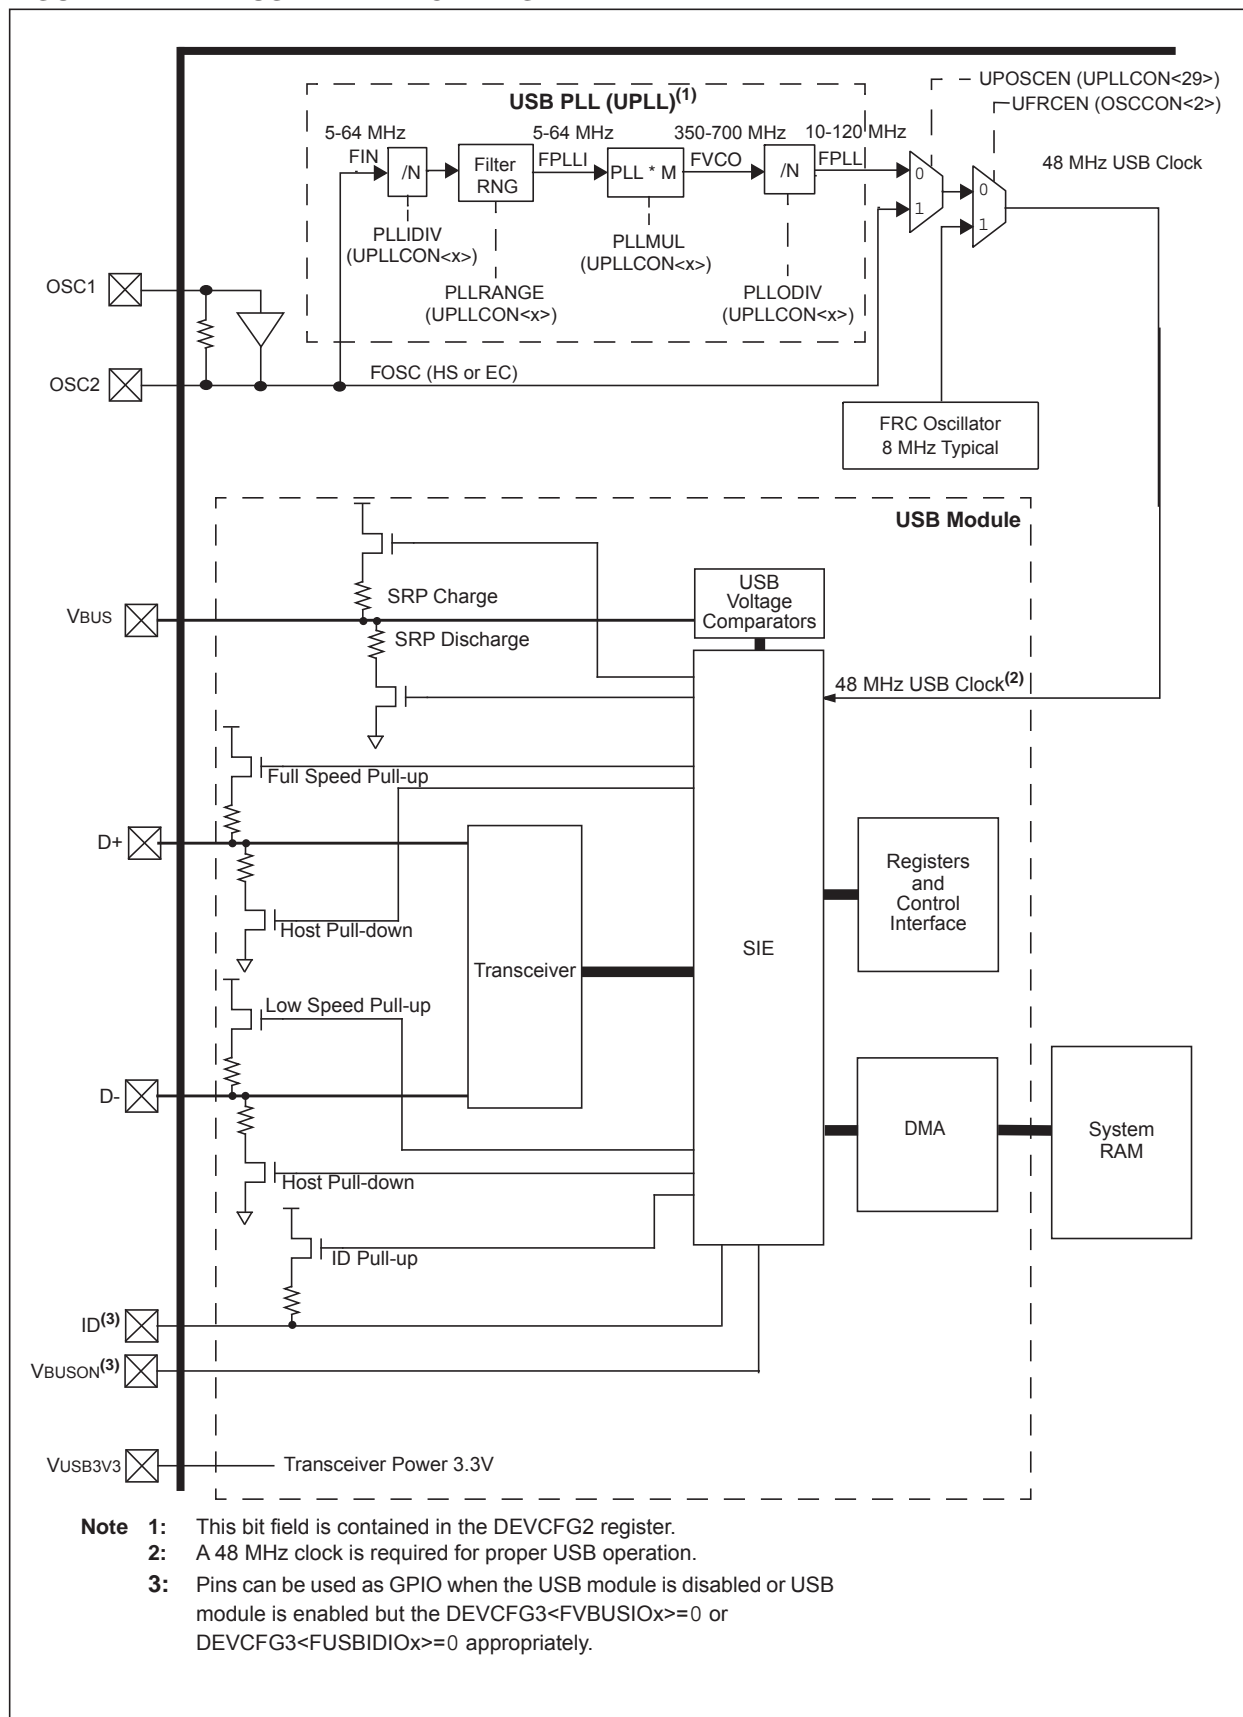 UPOSCEN (UPLLCON<29>)
UFRCEN (OSCCON<2>)
USB PLL (UPLL)(1)
5-64 MHz
5-64 MHz
350-700 MHz
10-120 MHz
FIN
/N
Filter
RNG
FPLLI
PLL * M
FVCO
/N
FPLL
0
1
0
1
48 MHz USB Clock
PLLIDIV
(UPLLCON<x>)
PLLMUL
(UPLLCON<x>)
PLLRANGE
(UPLLCON<x>)
PLLODIV
(UPLLCON<x>)
OSC1
OSC2
FOSC (HS or EC)
FRC Oscillator
8 MHz Typical
USB Module
USB
Voltage
Comparators
SRP Charge
VBUS
SRP Discharge
48 MHz USB Clock(2)
Full Speed Pull-up
D+
Registers
and
Control
Interface
Host Pull-down
SIE
Transceiver
Low Speed Pull-up
D-
DMA
System
RAM
Host Pull-down
ID Pull-up
ID(3)
VBUSON(3)
VUSB3V3
Transceiver Power 3.3V
Note 1: This bit field is contained in the DEVCFG2 register.
2: A 48 MHz clock is required for proper USB operation.
3: Pins can be used as GPIO when the USB module is disabled or USB
module is enabled but the DEVCFG3<FVBUSIOx>=0 or
DEVCFG3<FUSBIDIOx>=0 appropriately.